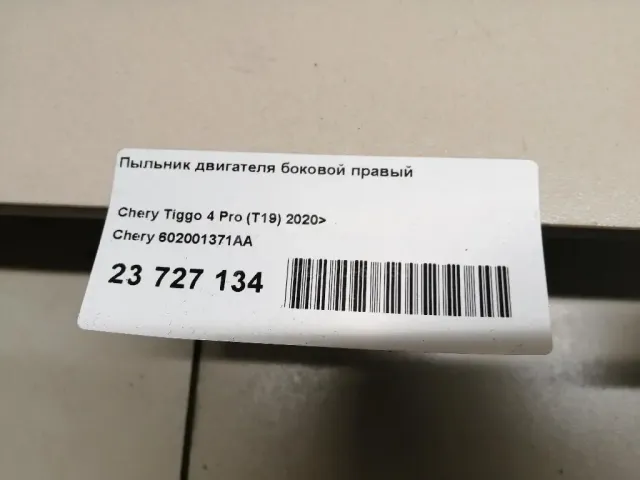 Пыльник двигателя боковой правый
Chery Tiggo 4 Pro (T19) 2020>
Chery 602001371AA
23 727 134